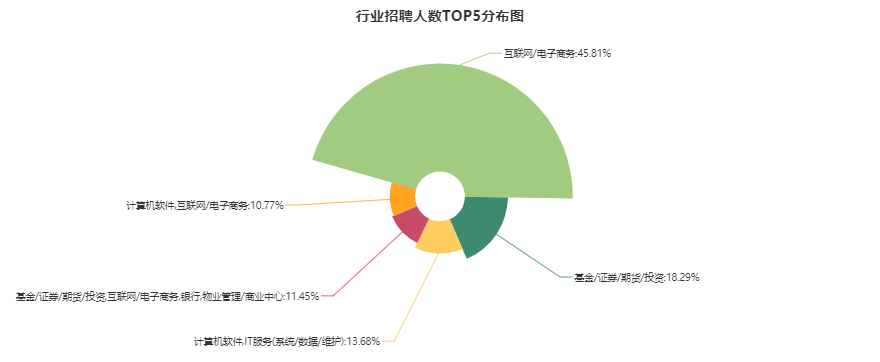 行业招聘人数TOP5分布图
互联网/电子商务:45.81%
计算机软件,互联网/电子商务:10.77%
基金/证券/期货/投资:18.29%
基金/证券/期货/投资,互联网/电子商务,银行,物业管理/商业中心:11.45%
计算机软件,IT服务(系统/数据/维护):13.68%